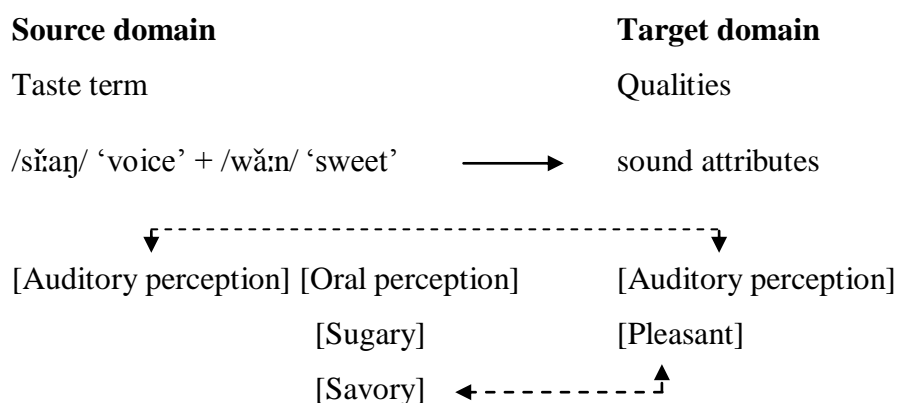 Source domain Target domain
Taste term Qualities
/sǐːaŋ/ ‘voice’ + /wǎːn/ ‘sweet’ sound attributes
[Auditory perception] [Oral perception] [Auditory perception]
[Sugary] [Pleasant]
[Savory]